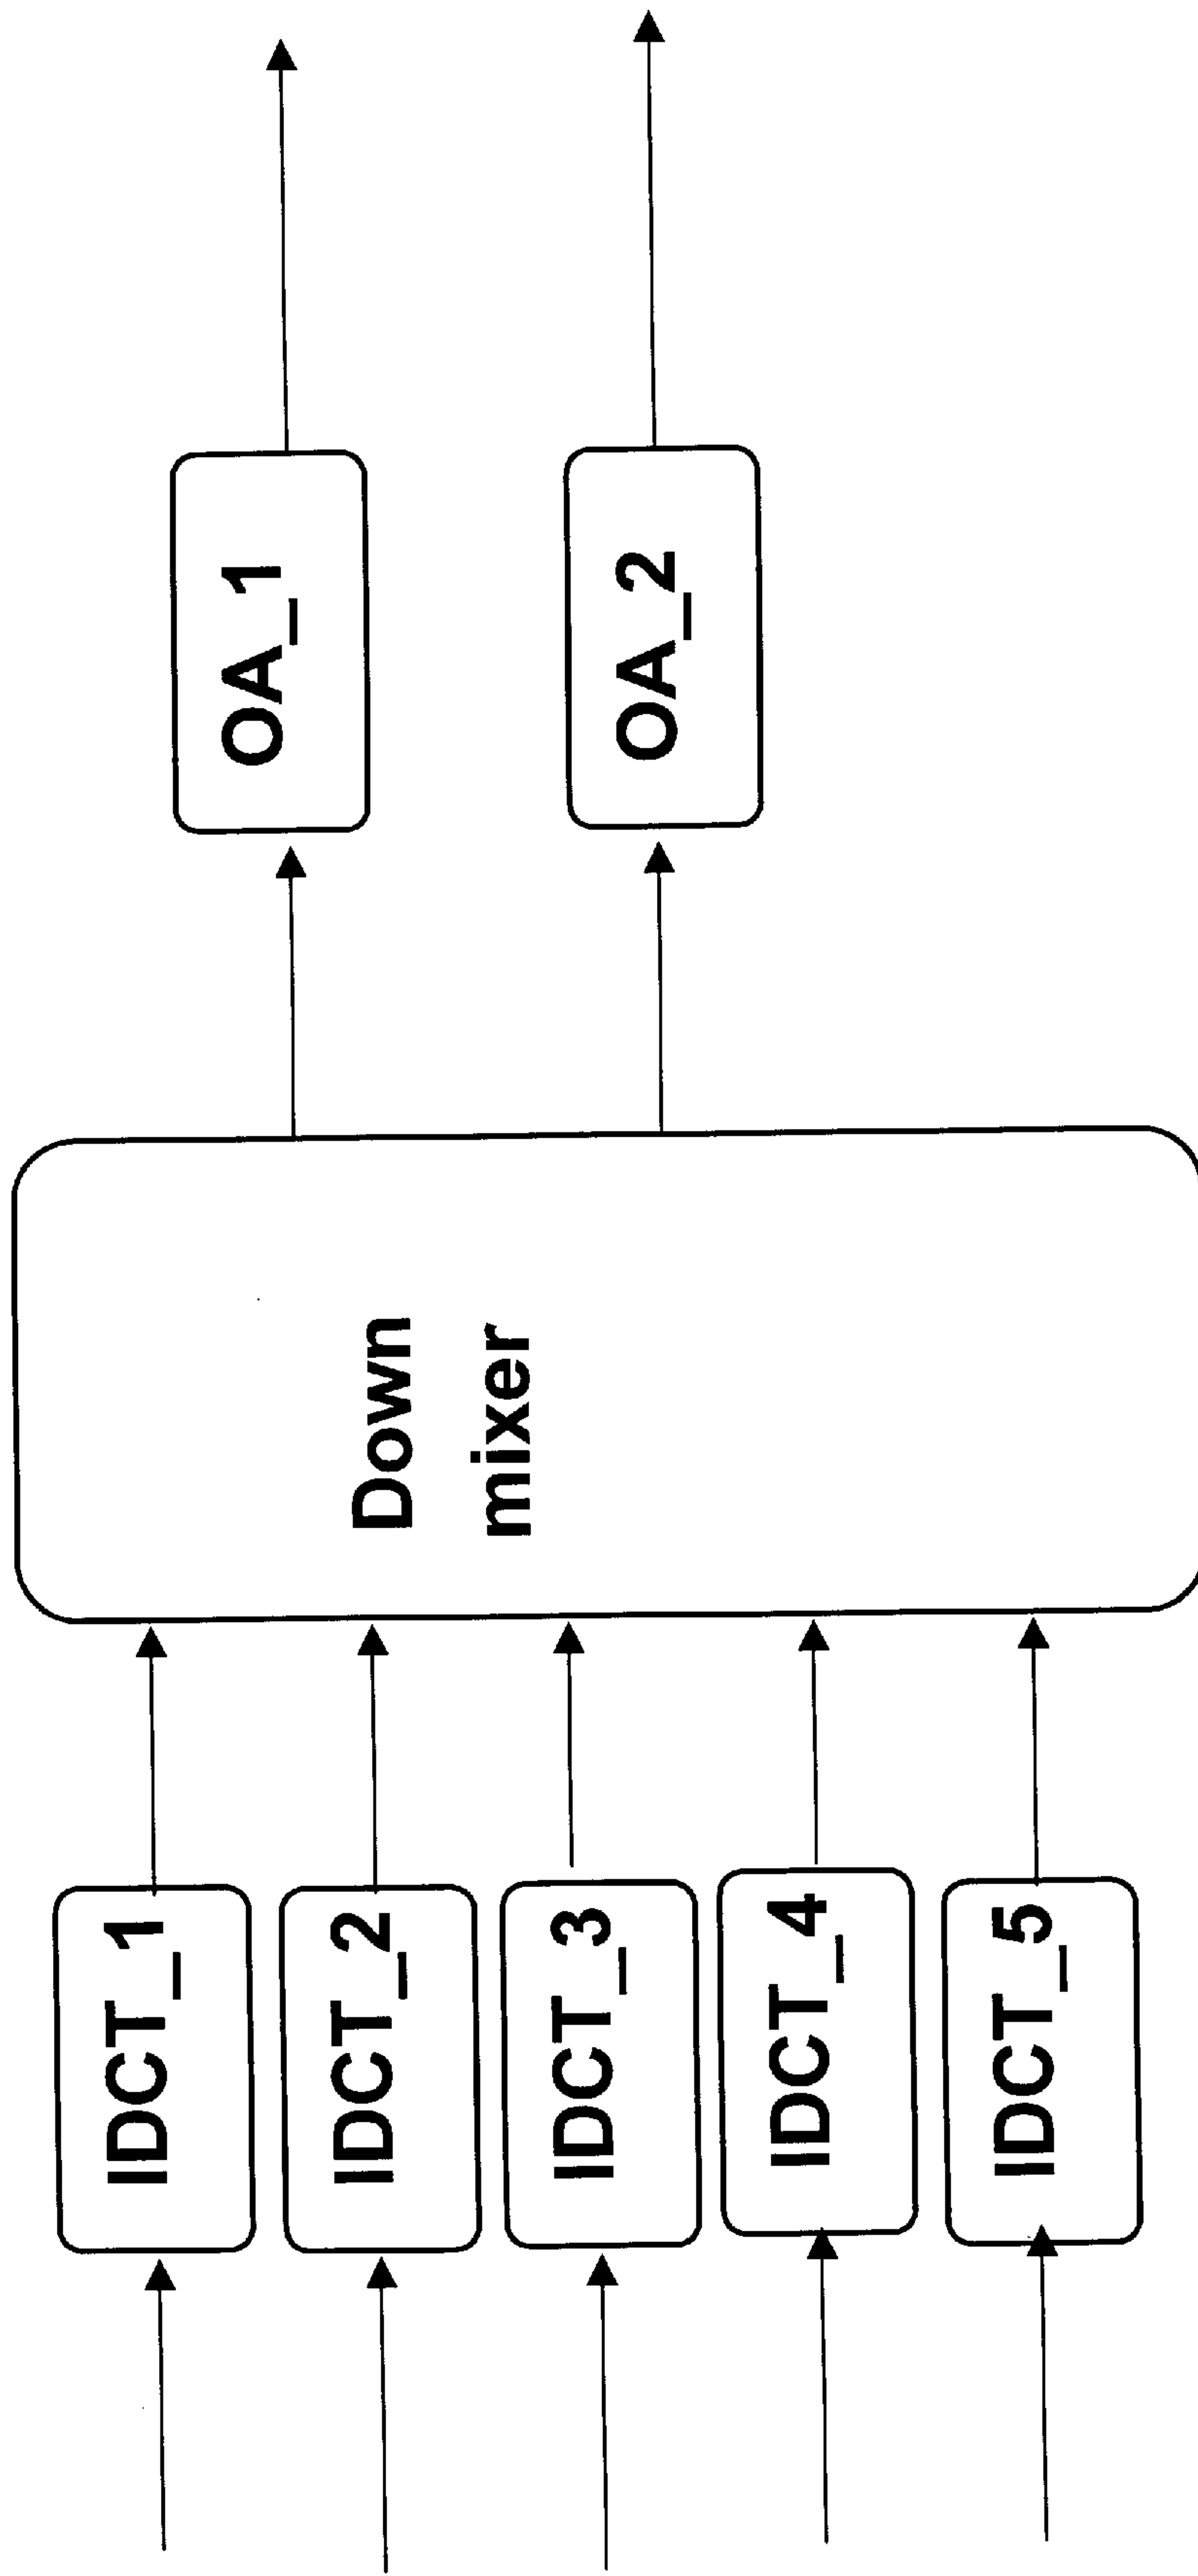 IDCT_1
IDCT_2
IDCT_3
IDCT_4
IDCT_5
Down
mixer
OA_1
OA_2